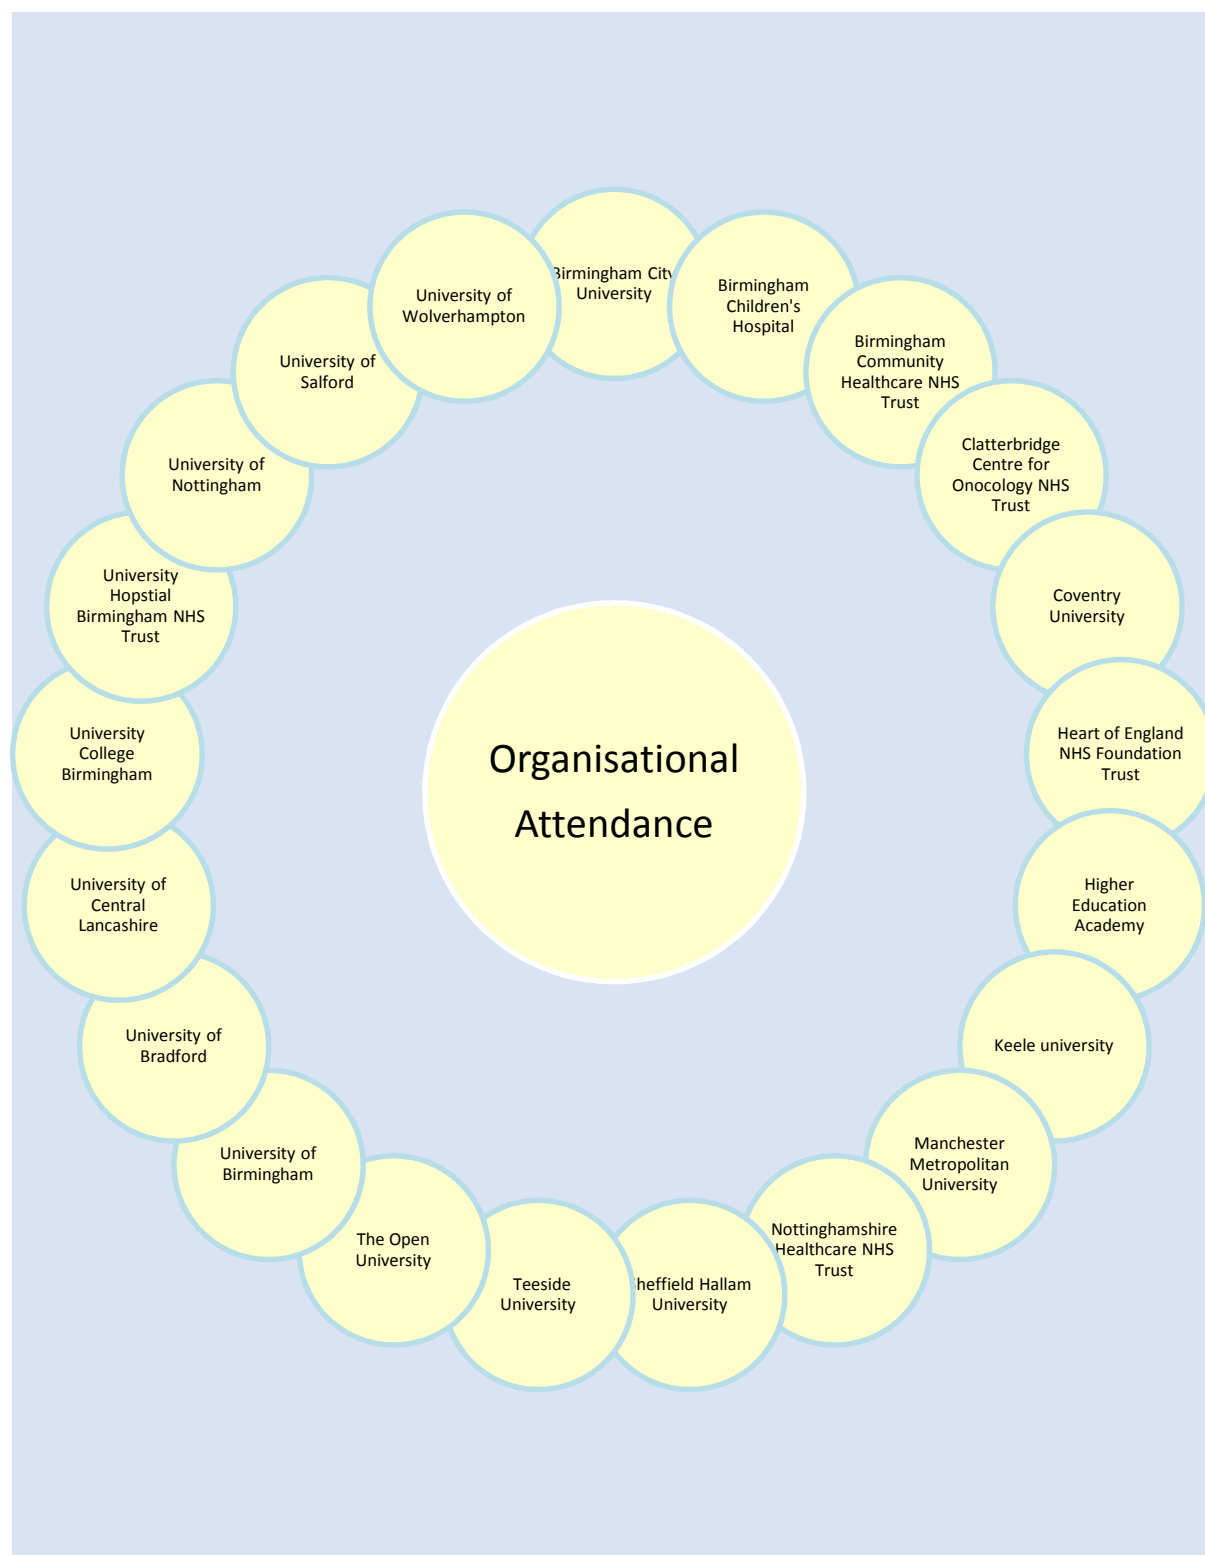 Organisational
Attendance
Birmingham City
University
Birmingham
Children's
Hospital
Birmingham
Community
Healthcare NHS
Trust
Clatterbridge
Centre for
Onocology NHS
Trust
Coventry
University
Heart of England
NHS Foundation
Trust
Higher
Education
Academy
Keele university
Manchester
Metropolitan
University
Nottinghamshire
Healthcare NHS
Trust
Sheffield Hallam
University
Teeside
University
The Open
University
University of
Birmingham
University of
Bradford
University of
Central
Lancashire
University
College
Birmingham
University
Hopstial
Birmingham NHS
Trust
University of
Nottingham
University of
Salford
University of
Wolverhampton